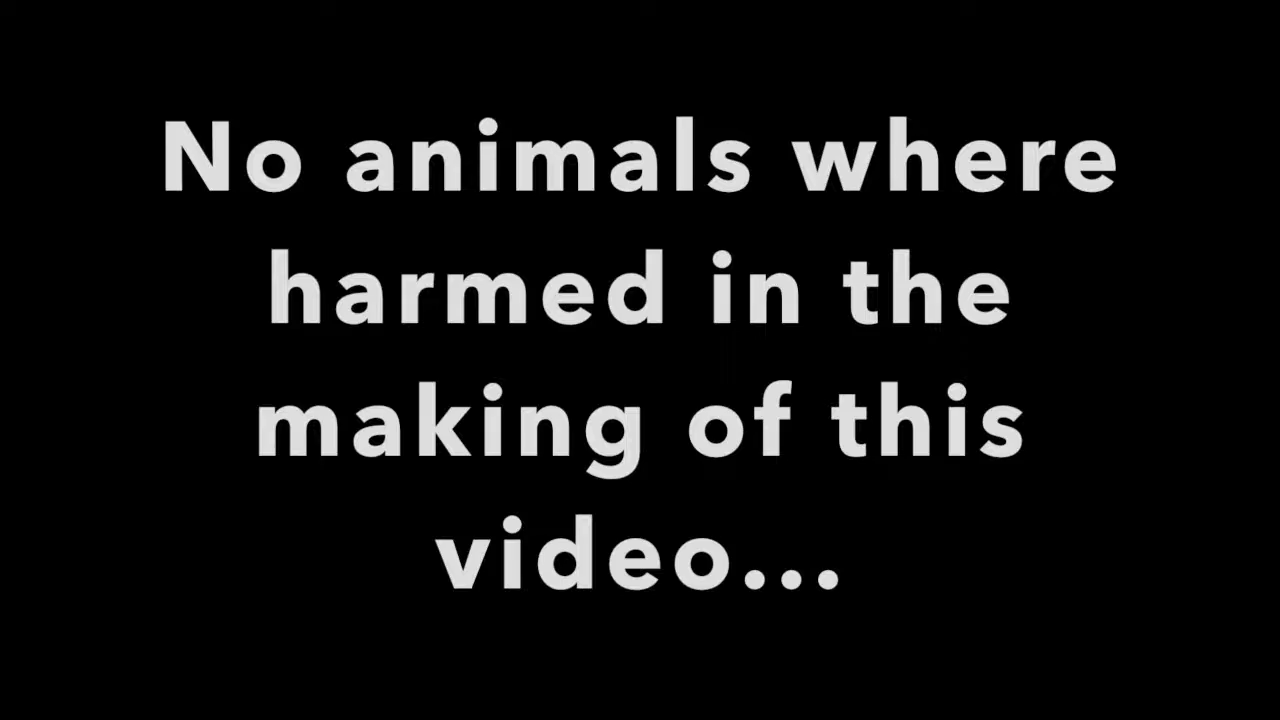 No animals where
harmed in the
making of this
video...